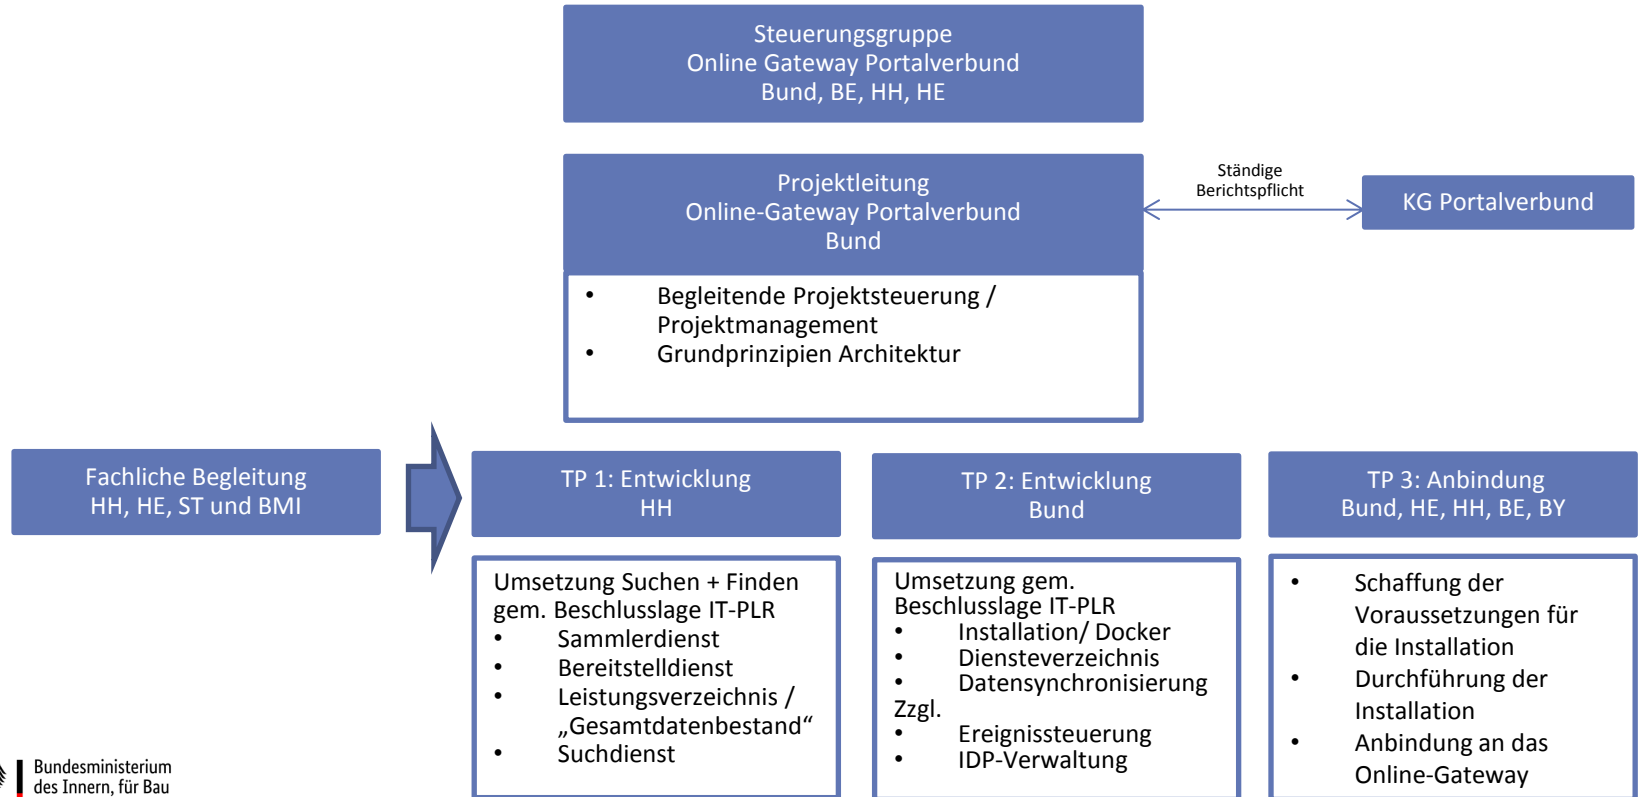 Steuerungsgruppe
Online Gateway Portalverbund
Bund, BE, HH, HE
Projektleitung
Online-Gateway Portalverbund
Bund
Ständige
Berichtspflicht
KG Portalverbund
• Begleitende Projektsteuerung /
Projektmanagement
• Grundprinzipien Architektur
Fachliche Begleitung
HH, HE, ST und BMI
TP 1: Entwicklung
HH
Umsetzung Suchen + Finden
gem. Beschlusslage IT-PLR
• Sammlerdienst
• Bereitstelldienst
• Leistungsverzeichnis /
„Gesamtdatenbestand“
• Suchdienst
TP 2: Entwicklung
Bund
Umsetzung gem.
Beschlusslage IT-PLR
• Installation/ Docker
• Diensteverzeichnis
• Datensynchronisierung
Zzgl.
• Ereignissteuerung
• IDP-Verwaltung
TP 3: Anbindung
Bund, HE, HH, BE, BY
• Schaffung der
Voraussetzungen für
die Installation
• Durchführung der
Installation
• Anbindung an das
Online-Gateway
Bundesministerium
des Innern, für Bau